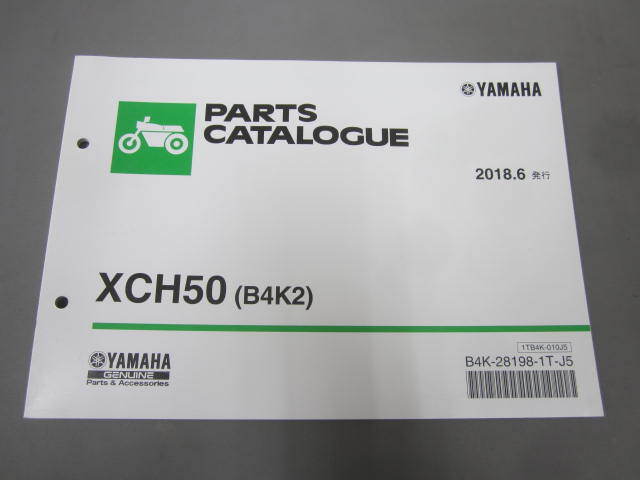 YAMAHA
PARTS
CATALOGUE
2018.6 発行
XCH50 (B4K2)
1TB4K-010J5
B4K-28198-1T-J5
YAMAHA
GENUINE
Parts & Accessories